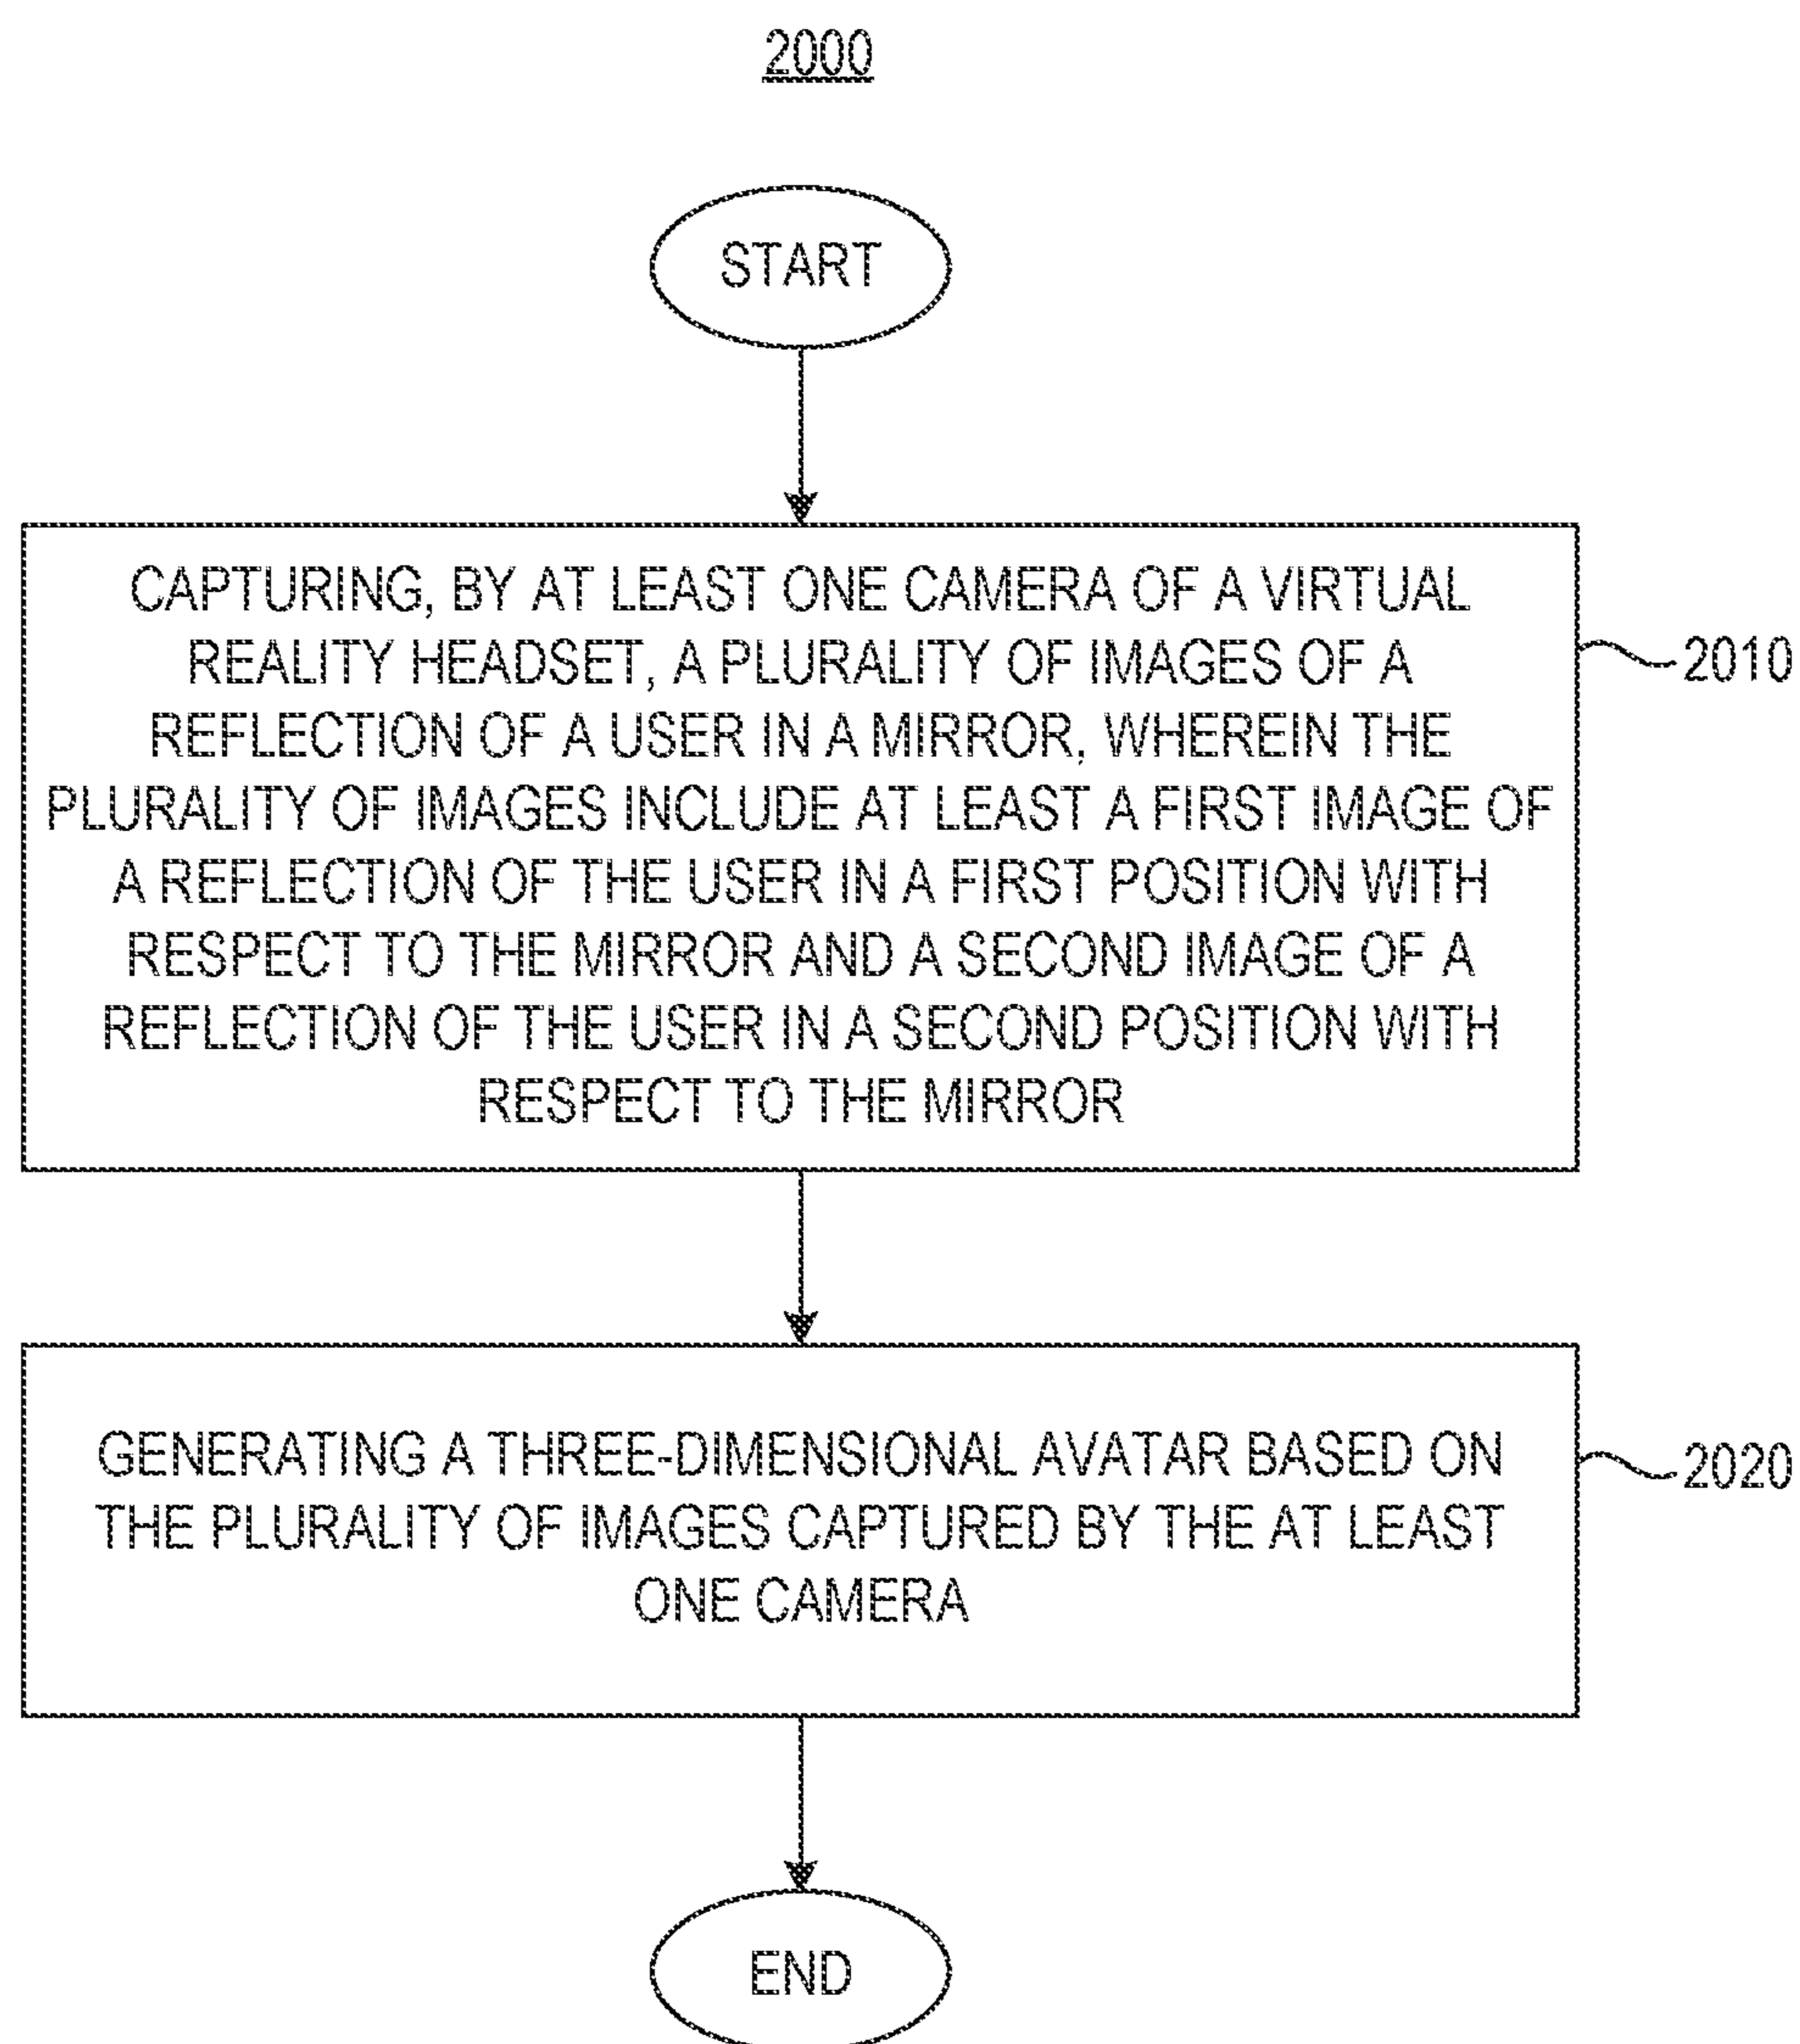 2000
START
CAPTURING, BY AT LEAST ONE CAMERA OF A VIRTUAL
REALITY HEADSET, A PLURALITY OF IMAGES OF A
REFLECTION OF A USER IN A MIRROR, WHEREIN THE
PLURALITY OF IMAGES INCLUDE AT LEAST A FIRST IMAGE OF
A REFLECTION OF THE USER IN A FIRST POSITION WITH
RESPECT TO THE MIRROR AND A SECOND IMAGE OF A
REFLECTION OF THE USER IN A SECOND POSITION WITH
RESPECT TO THE MIRROR
2010
GENERATING A THREE-DIMENSIONAL AVATAR BASED ON
THE PLURALITY OF IMAGES CAPTURED BY THE AT LEAST
ONE CAMERA
2020
END